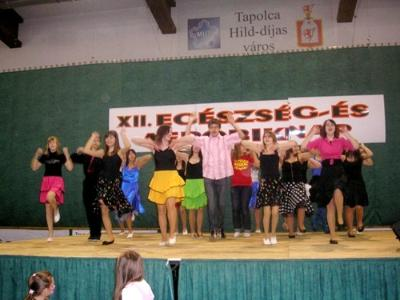 Tapolca
Hild-díjas
város
XII. EGÉSZSÉG-ÉS